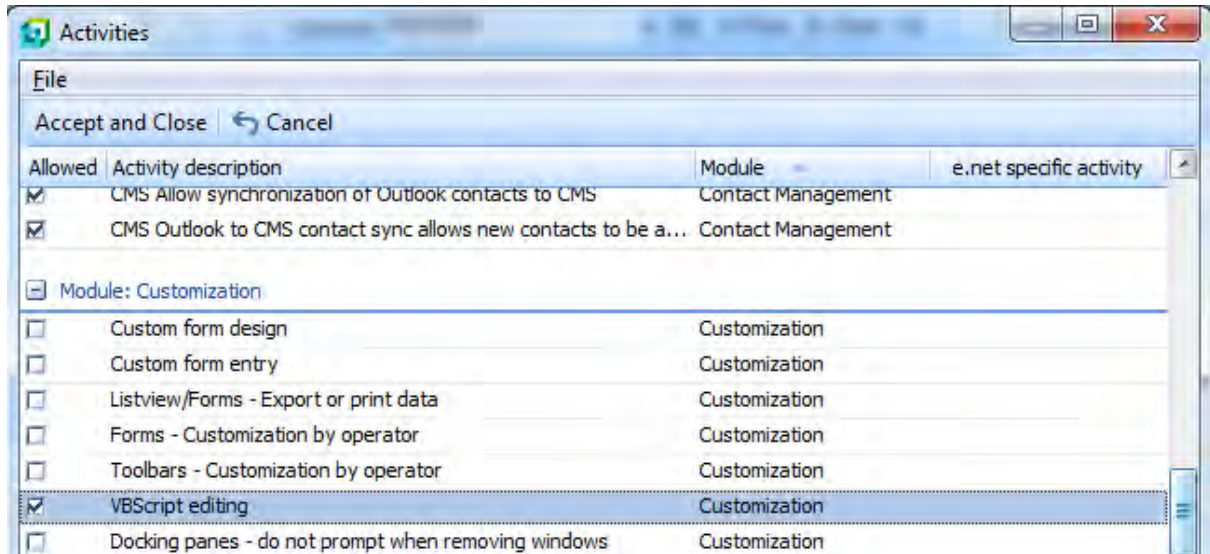 Activities
File
Accept and Close Cancel
Allowed Activity description Module e.net specific activity
CMS Allow synchronization of Outlook contacts to CMS Contact Management
CMS Outlook to CMS contact sync allows new contacts to be a... Contact Management
Module: Customization
Custom form design Customization
Custom form entry Customization
Listview/Forms - Export or print data Customization
Forms - Customization by operator Customization
Toolbars - Customization by operator Customization
VBScript editing Customization
Docking panes - do not prompt when removing windows Customization